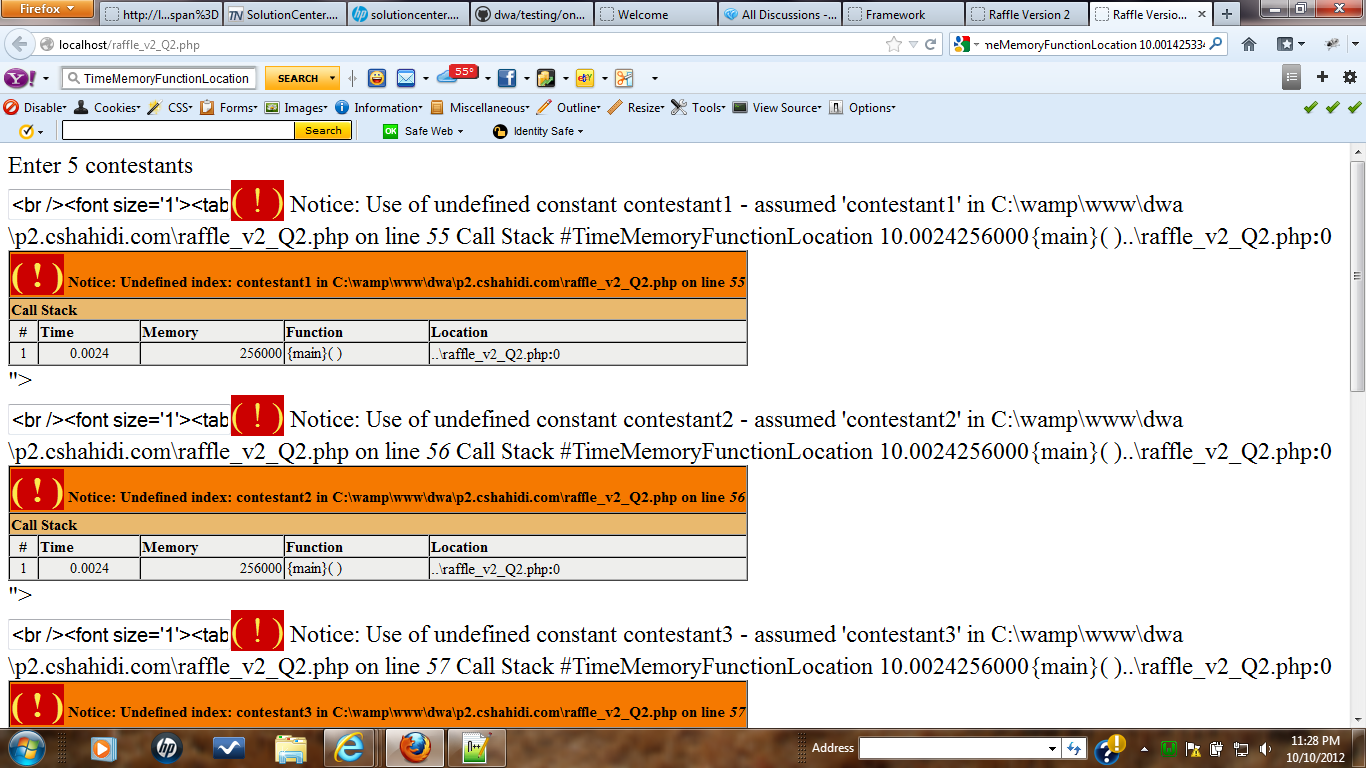 Firefox
http://l...span%3D
SolutionCenter....
solutioncenter....
dwa/testing/on...
Welcome
All Discussions -...
Framework
Raffle Version 2
Raffle Versio...
localhost/raffle_v2_Q2.php
neMemoryFunctionLocation 10.001425334
TimeMemoryFunctionLocation
SEARCH
55°
Disable
Cookies
CSS
Forms
Images
Information
Miscellaneous
Outline
Resize
Tools
View Source
Options
Search
OK
Safe Web
Identity Safe
Enter 5 contestants
<br /><font size='1'><tab ( ! ) Notice: Use of undefined constant contestant1 - assumed 'contestant1' in C:\wamp\www\dwa
\p2.cshahidi.com\raffle_v2_Q2.php on line 55 Call Stack #TimeMemoryFunctionLocation 10.0024256000{main}( )..\raffle_v2_Q2.php:0
( ! ) Notice: Undefined index: contestant1 in C:\wamp\www\dwa\p2.cshahidi.com\raffle_v2_Q2.php on line 55
Call Stack
# Time Memory Function Location
1 0.0024 256000 {main}( ) ..\raffle_v2_Q2.php:0
">
<br /><font size='1'><tab ( ! ) Notice: Use of undefined constant contestant2 - assumed 'contestant2' in C:\wamp\www\dwa
\p2.cshahidi.com\raffle_v2_Q2.php on line 56 Call Stack #TimeMemoryFunctionLocation 10.0024256000{main}( )..\raffle_v2_Q2.php:0
( ! ) Notice: Undefined index: contestant2 in C:\wamp\www\dwa\p2.cshahidi.com\raffle_v2_Q2.php on line 56
Call Stack
# Time Memory Function Location
1 0.0024 256000 {main}( ) ..\raffle_v2_Q2.php:0
">
<br /><font size='1'><tab ( ! ) Notice: Use of undefined constant contestant3 - assumed 'contestant3' in C:\wamp\www\dwa
\p2.cshahidi.com\raffle_v2_Q2.php on line 57 Call Stack #TimeMemoryFunctionLocation 10.0024256000{main}( )..\raffle_v2_Q2.php:0
( ! ) Notice: Undefined index: contestant3 in C:\wamp\www\dwa\p2.cshahidi.com\raffle_v2_Q2.php on line 57
Address
11:28 PM
10/10/2012